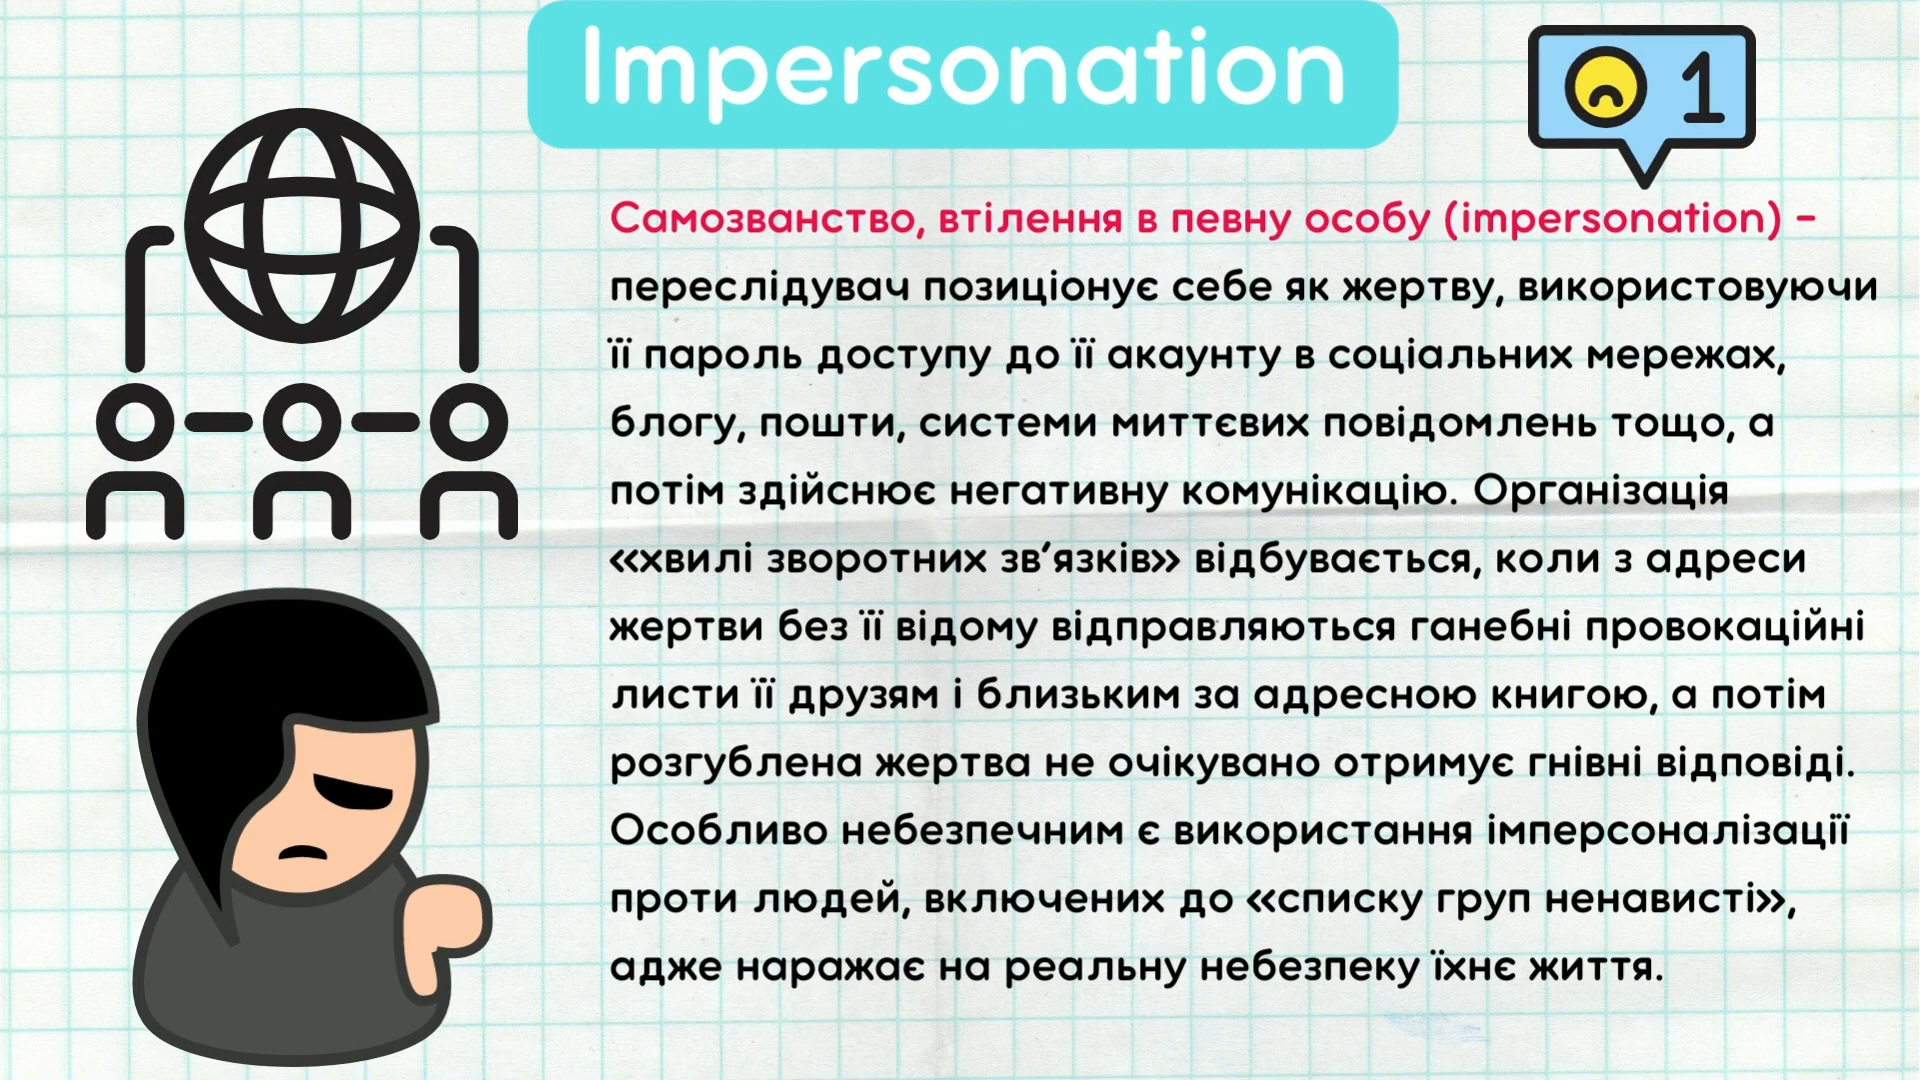 Impersonation
1
Самозванство, втілення в певну особу (impersonation) –
переслідувач позиціонує себе як жертву, використовуючи
її пароль доступу до її акаунту в соціальних мережах,
блогу, пошти, системи миттєвих повідомлень тощо, а
потім здійснює негативну комунікацію. Організація
«хвилі зворотних зв’язків» відбувається, коли з адреси
жертви без її відому відправляються ганебні провокаційні
листи її друзям і близьким за адресною книгою, а потім
розгублена жертва не очікувано отримує гнівні відповіді.
Особливо небезпечним є використання імперсоналізації
проти людей, включених до «списку груп ненависті»,
адже наражає на реальну небезпеку їхнє життя.